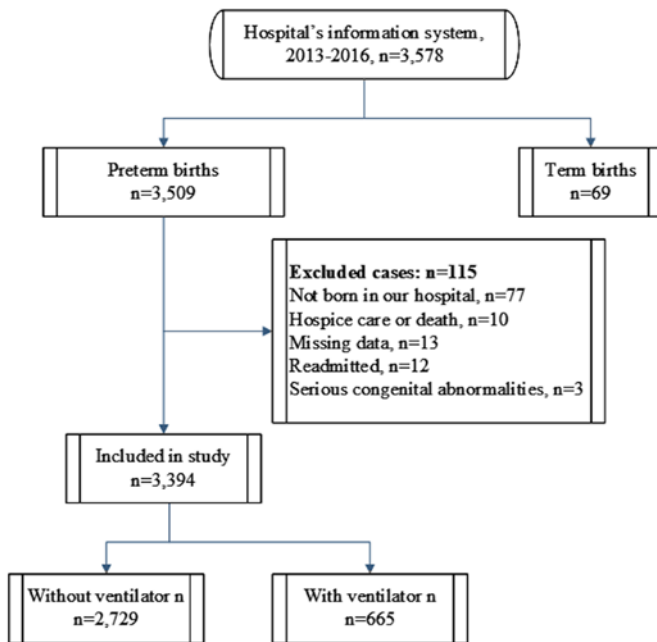 Hospital's information system,
2013-2016, n=3,578
Preterm births
n=3,509
Term births
n=69
Excluded cases: n=115
Not born in our hospital, n=77
Hospice care or death, n=10
Missing data, n=13
Readmitted, n=12
Serious congenital abnormalities, n=3
Included in study
n=3,394
Without ventilator n
n=2,729
With ventilator n
n=665